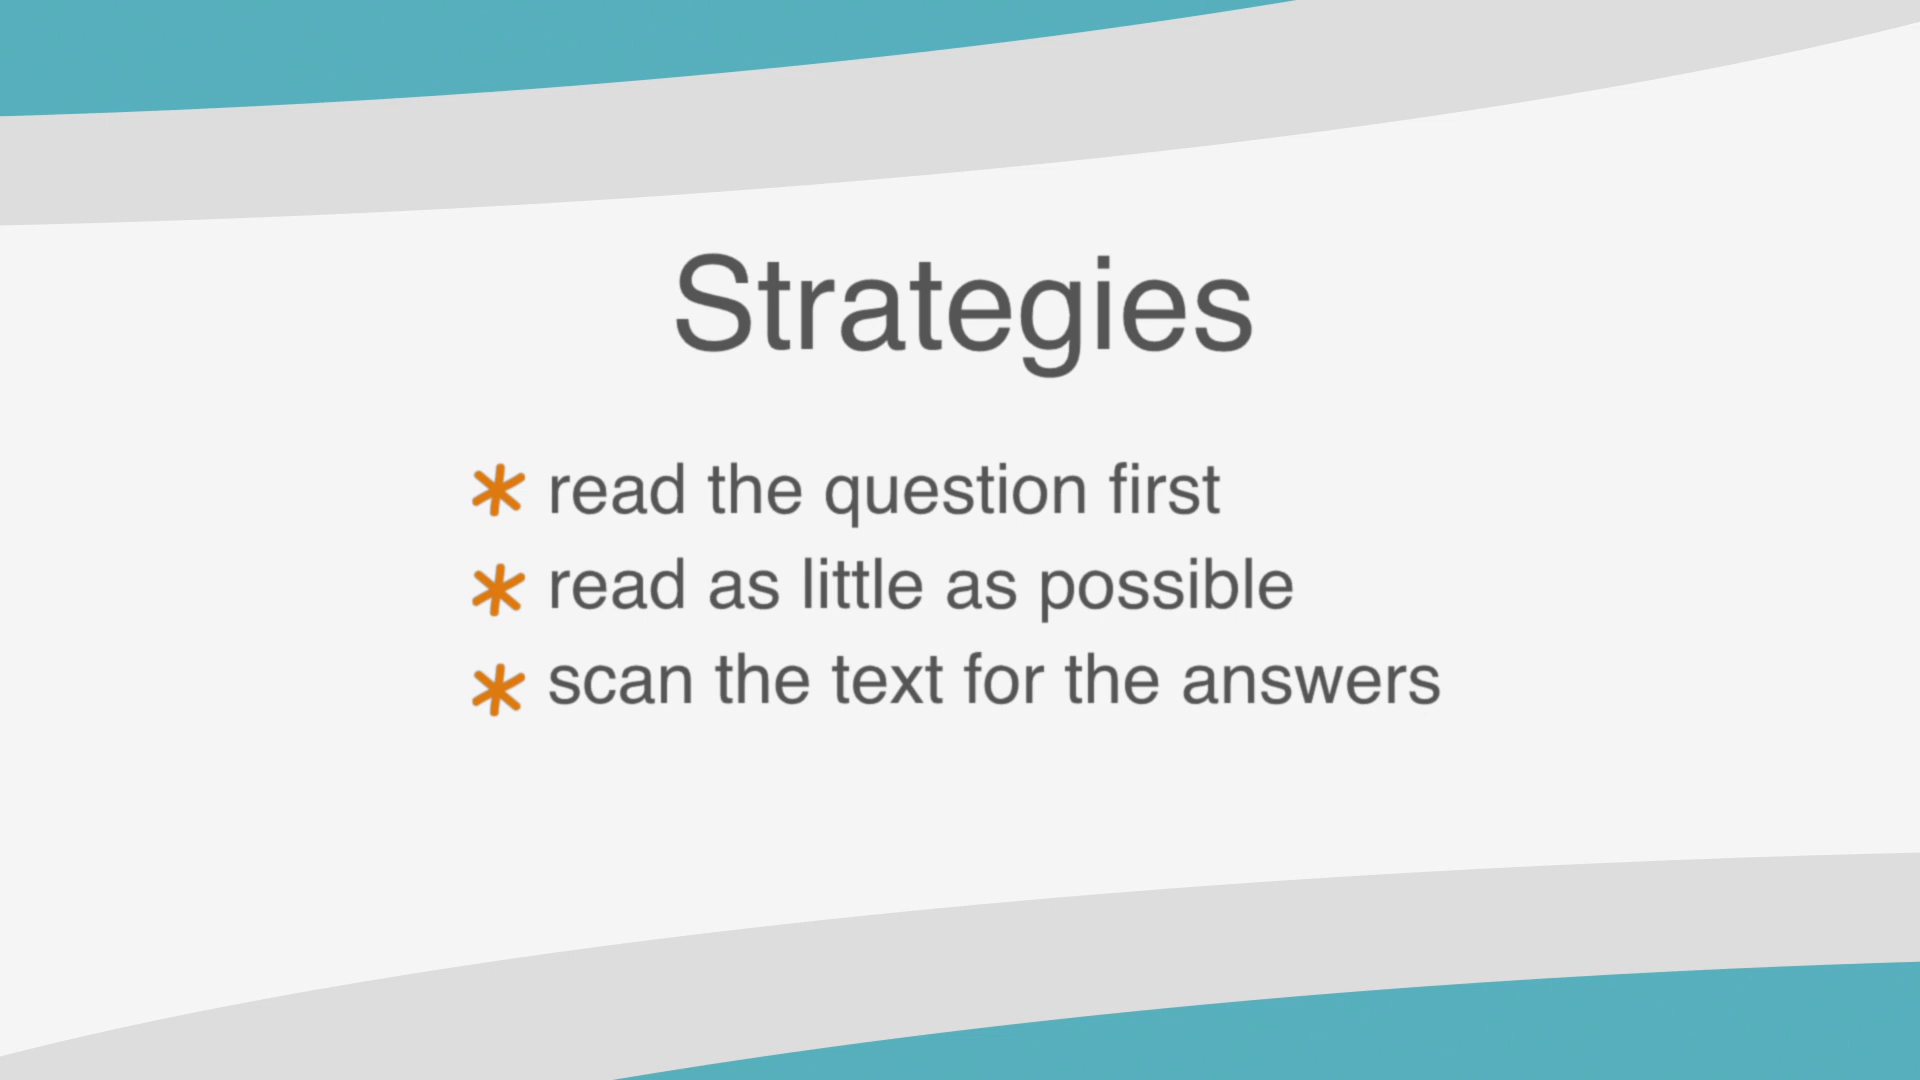 Strategies
read the question first
read as little as possible
scan the text for the answers